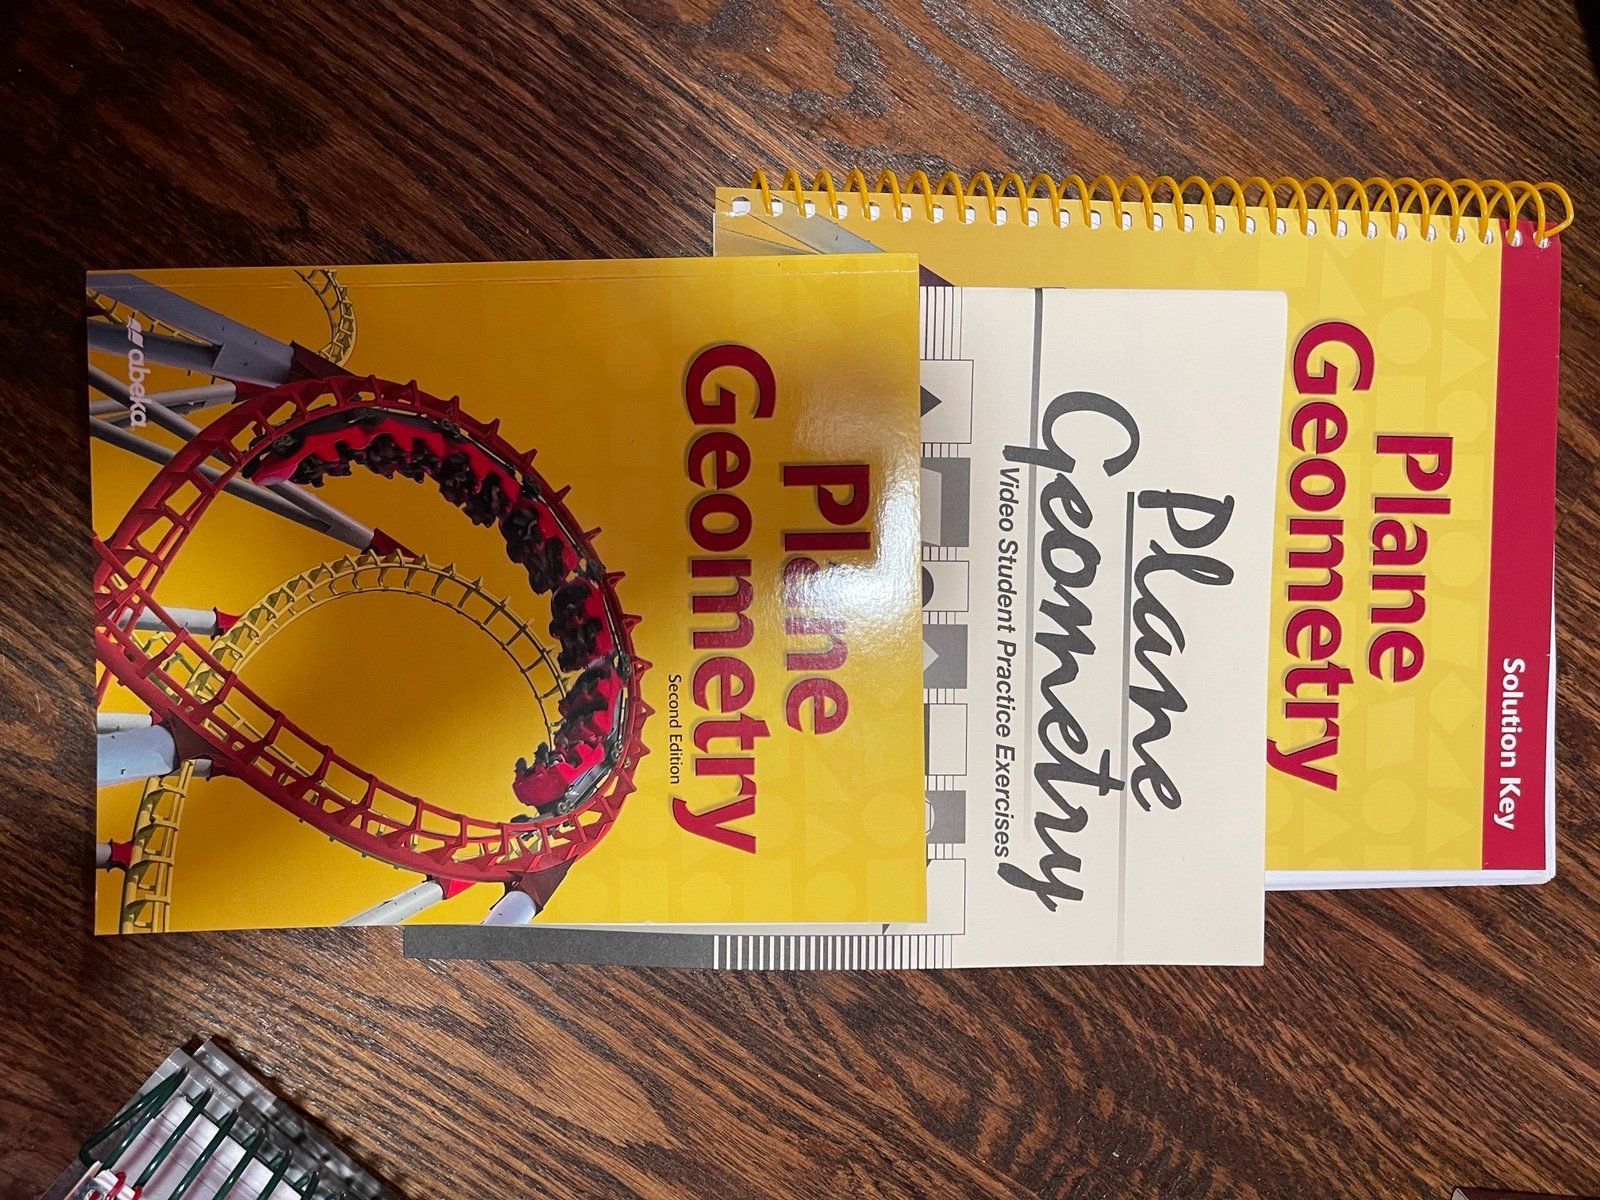 Solution Key
Plane
Geometry
Plane
Geometry
Video Student Practice Exercises
Plane
Geometry
Second Edition
abeka